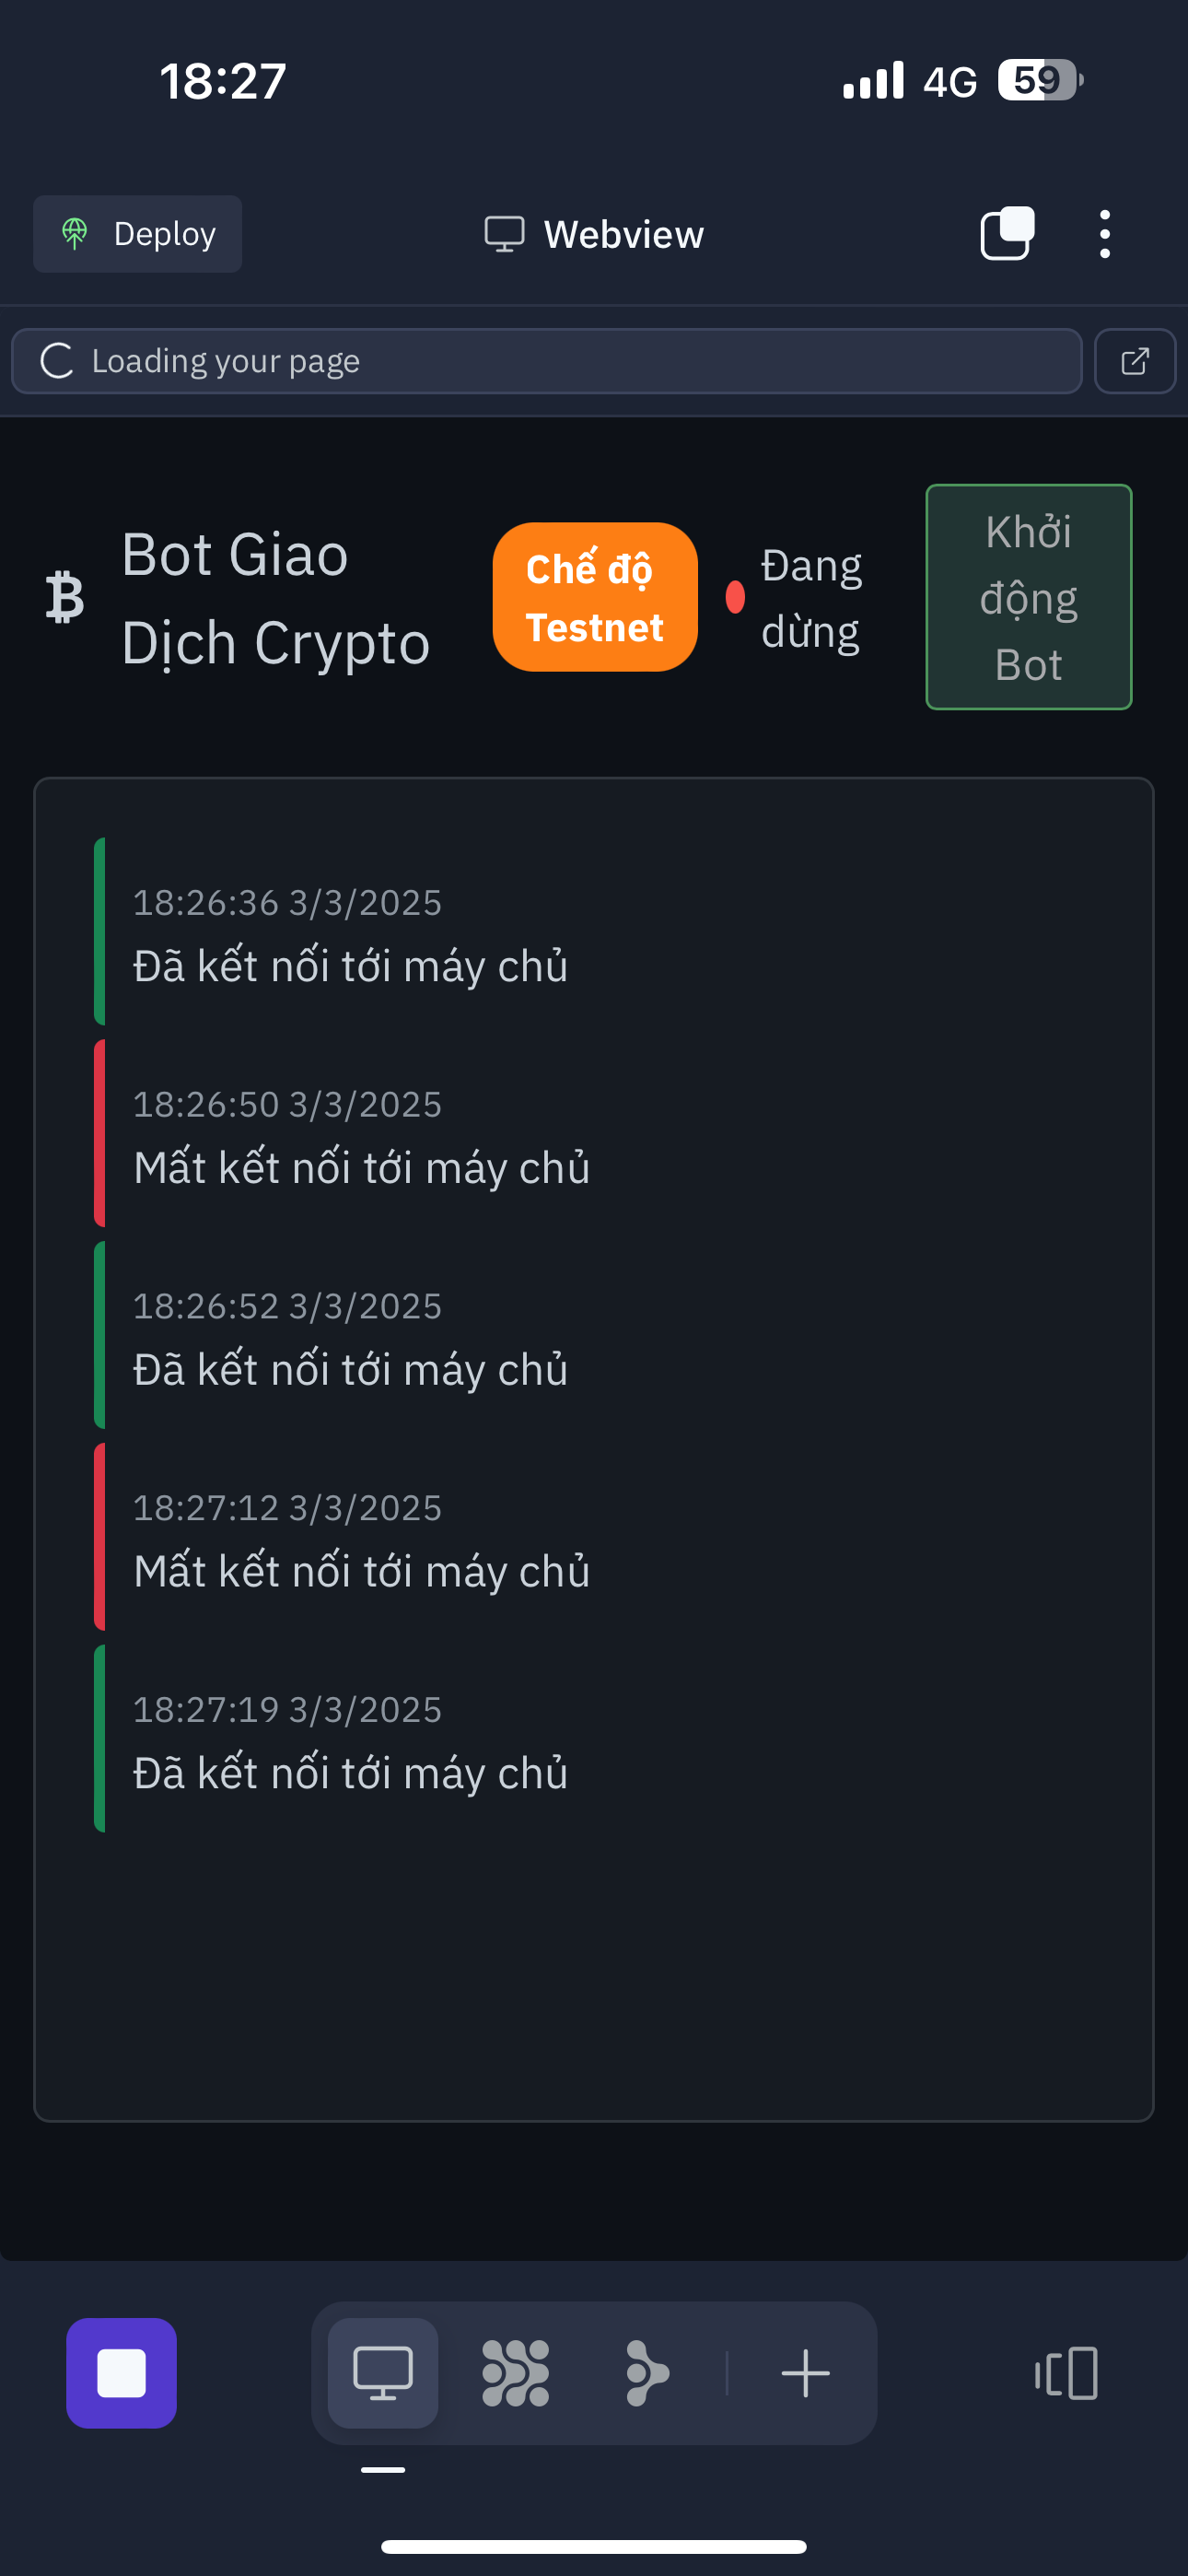 18:27
4G
59
Deploy
Webview
Loading your page
Bot Giao
Dịch Crypto
Chế độ
Testnet
Đang
dừng
Khởi
động
Bot
18:26:36 3/3/2025
Đã kết nối tới máy chủ
18:26:50 3/3/2025
Mất kết nối tới máy chủ
18:26:52 3/3/2025
Đã kết nối tới máy chủ
18:27:12 3/3/2025
Mất kết nối tới máy chủ
18:27:19 3/3/2025
Đã kết nối tới máy chủ